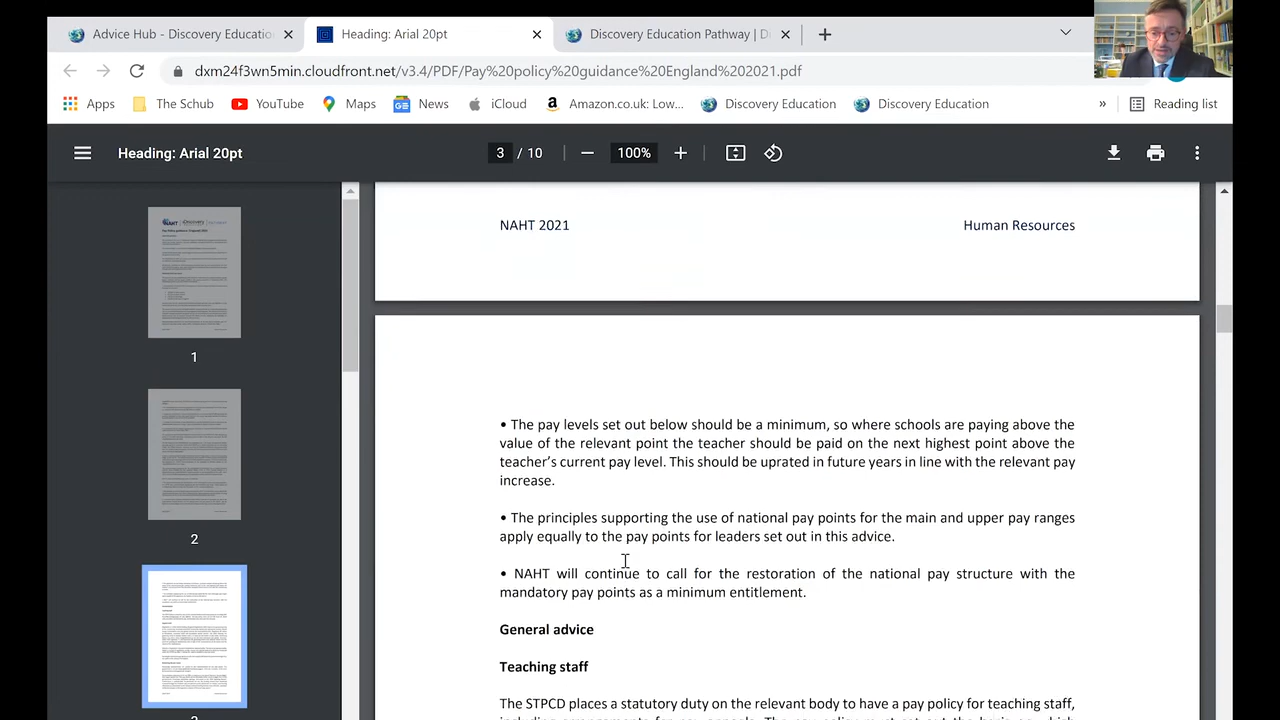 Advice Hub - Discovery Educatio
Heading: Arial 20pt
Discovery Education Pathway | D
dxm24f3wn5min.cloudfront.net/v3.4/PDF/Pay%20policy%20guidance%20England%202021.pdf
Apps
The Schub
YouTube
Maps
News
iCloud
Amazon.co.uk: Low...
Discovery Education
Discovery Education
»
Reading list
Heading: Arial 20pt
3 / 10
100%
1
2
3
NAHT 2021
Human Resources
• The pay levels set out below should be a minimum, so where schools are paying above the
value of the relevant point the teacher should be paid on the next highest point above the
teacher's current pay level. This should be uprated in future years in line with the relevant pay
increase.
• The principles supporting the use of national pay points for the main and upper pay ranges
apply equally to the pay points for leaders set out in this advice.
• NAHT will continue to call for the restoration of the national pay structure with the
mandatory pay points as a minimum entitlement.
General advice
Teaching staff
The STPCD places a statutory duty on the relevant body to have a pay policy for teaching staff,